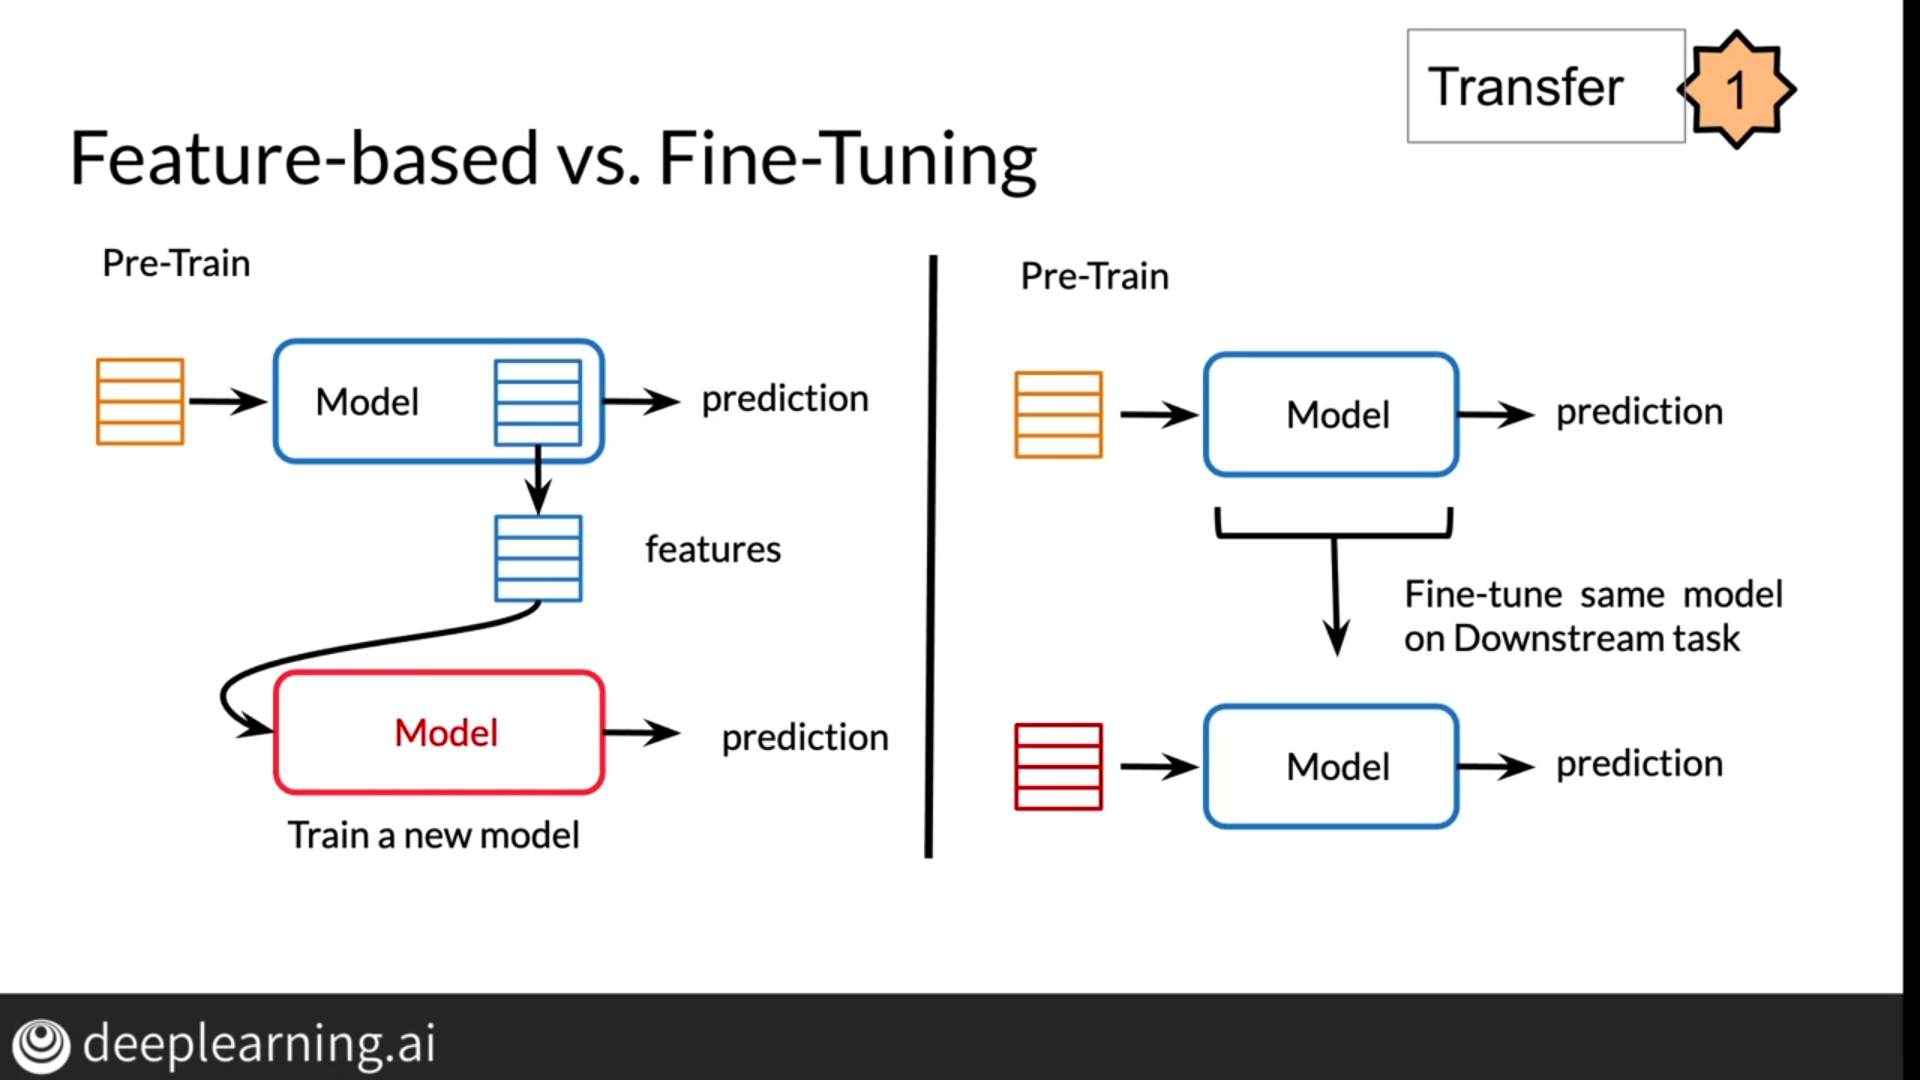 Transfer
1
Feature-based vs. Fine-Tuning
Pre-Train
Model
prediction
features
Model
prediction
Train a new model
Pre-Train
Model
prediction
Fine-tune same model
on Downstream task
Model
prediction
deeplearning.ai